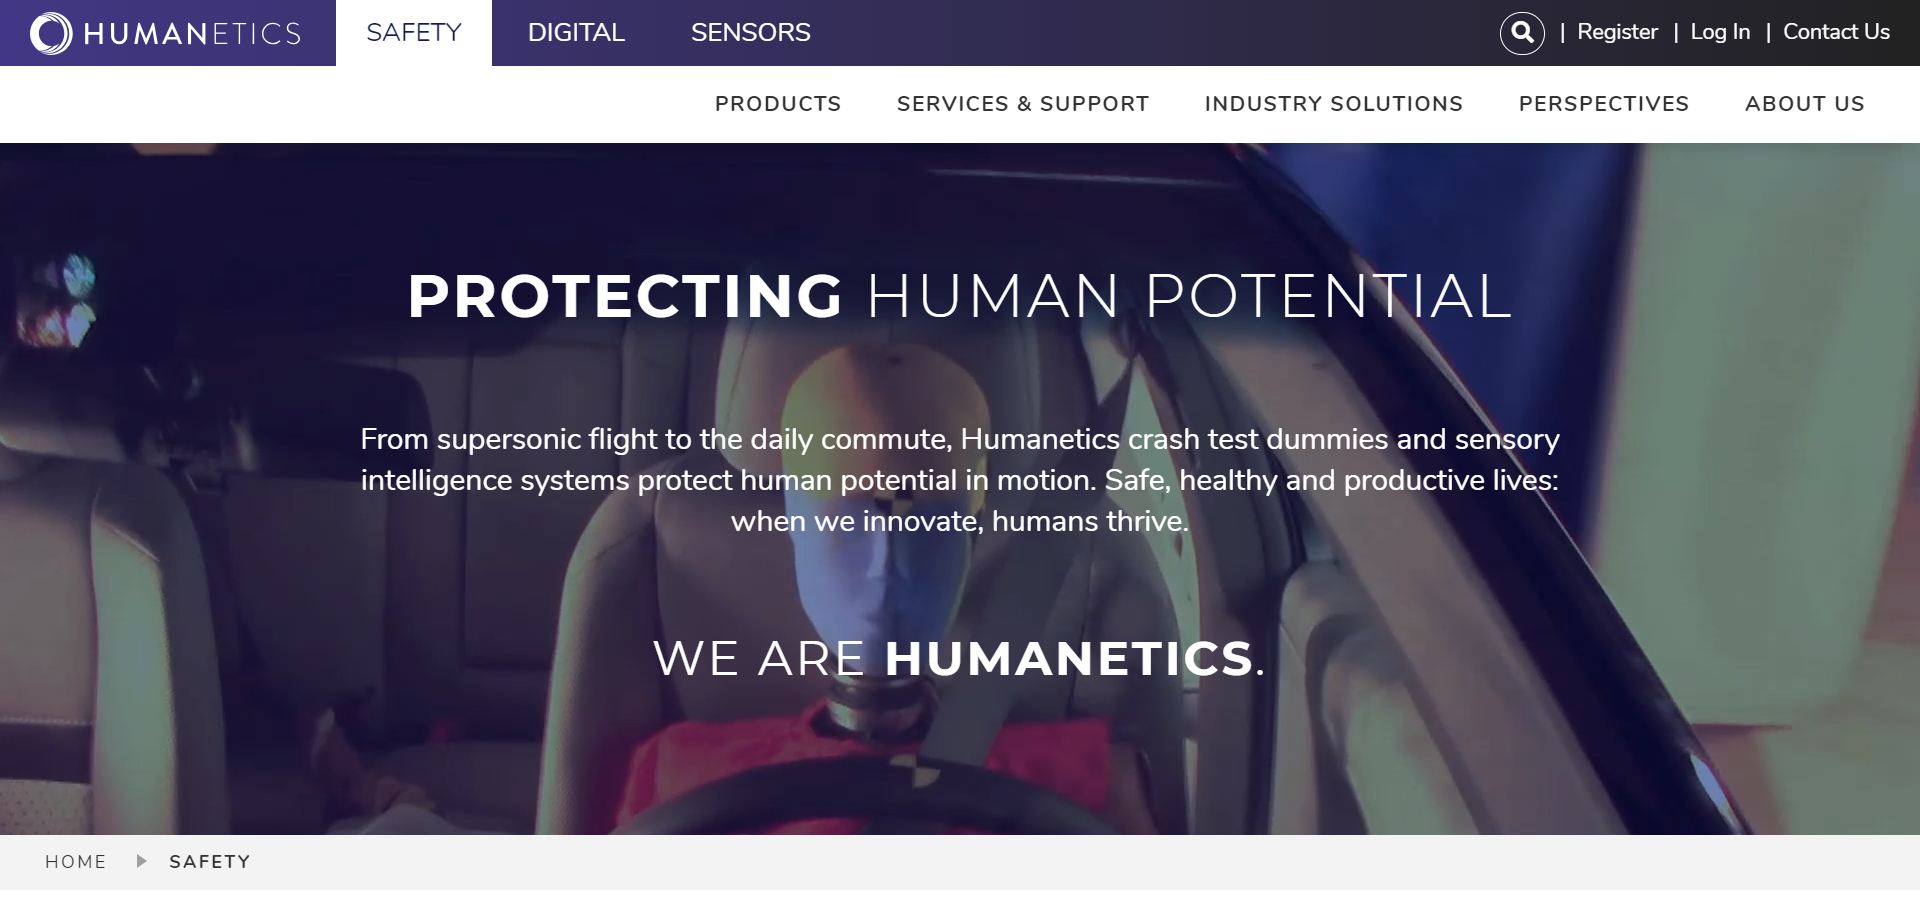 HUMANETICS
SAFETY
DIGITAL
SENSORS
| Register | Log In | Contact Us
PRODUCTS
SERVICES & SUPPORT
INDUSTRY SOLUTIONS
PERSPECTIVES
ABOUT US
PROTECTING HUMAN POTENTIAL
From supersonic flight to the daily commute, Humanetics crash test dummies and sensory
intelligence systems protect human potential in motion. Safe, healthy and productive lives:
when we innovate, humans thrive.
WE ARE HUMANETICS.
HOME
SAFETY